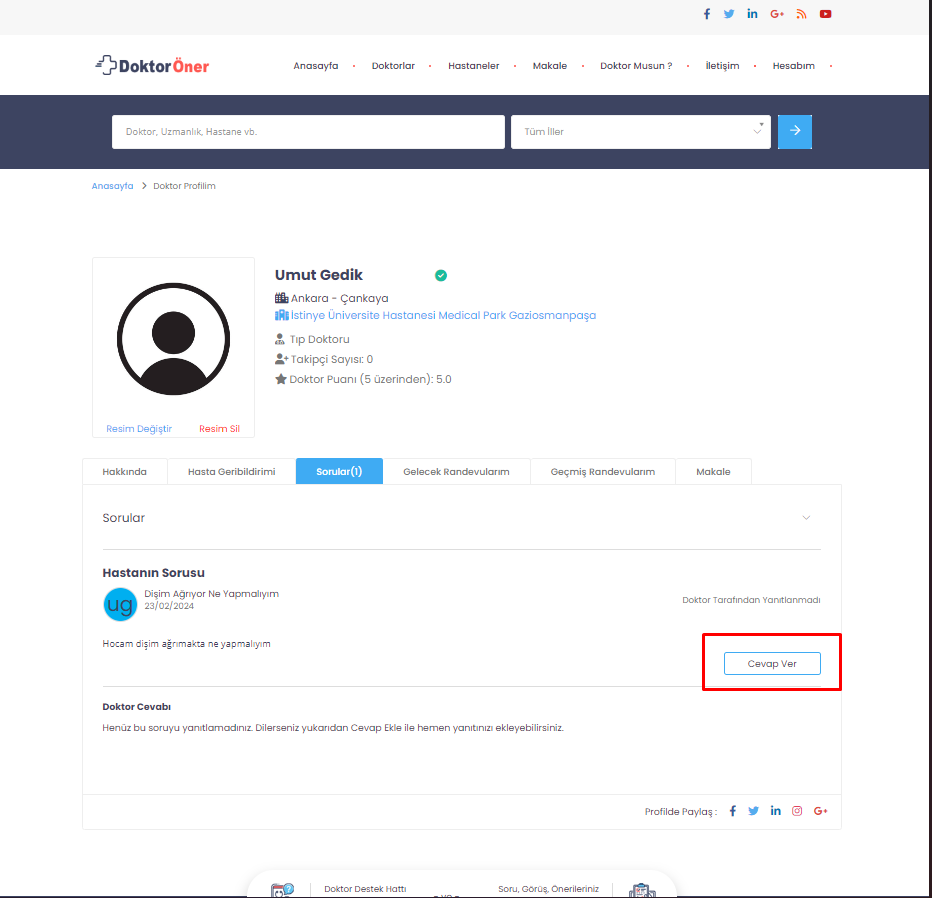 DoktorÖner
Anasayfa Doktorlar Hastaneler Makale Doktor Musun ? İletişim Hesabım
Doktor, Uzmanlık, Hastane vb. Tüm İller
Anasayfa > Doktor Profilim
Umut Gedik
Ankara - Çankaya
İstinye Üniversite Hastanesi Medical Park Gaziosmanpaşa
Tıp Doktoru
Takipçi Sayısı: 0
Doktor Puanı (5 üzerinden): 5.0
Resim Değiştir Resim Sil
Hakkında Hasta Geribildirimi Sorular(1) Gelecek Randevularım Geçmiş Randevularım Makale
Sorular
Hastanın Sorusu
ug
Dişim Ağrıyor Ne Yapmalıyım
23/02/2024
Doktor Tarafından Yanıtlanmadı
Hocam dişim ağrımakta ne yapmalıyım
Cevap Ver
Doktor Cevabı
Henüz bu soruyu yanıtlamadınız. Dilerseniz yukarıdan Cevap Ekle ile hemen yanıtınızı ekleyebilirsiniz.
Profilde Paylaş :
Doktor Destek Hattı - ve - Soru, Görüş, Önerileriniz